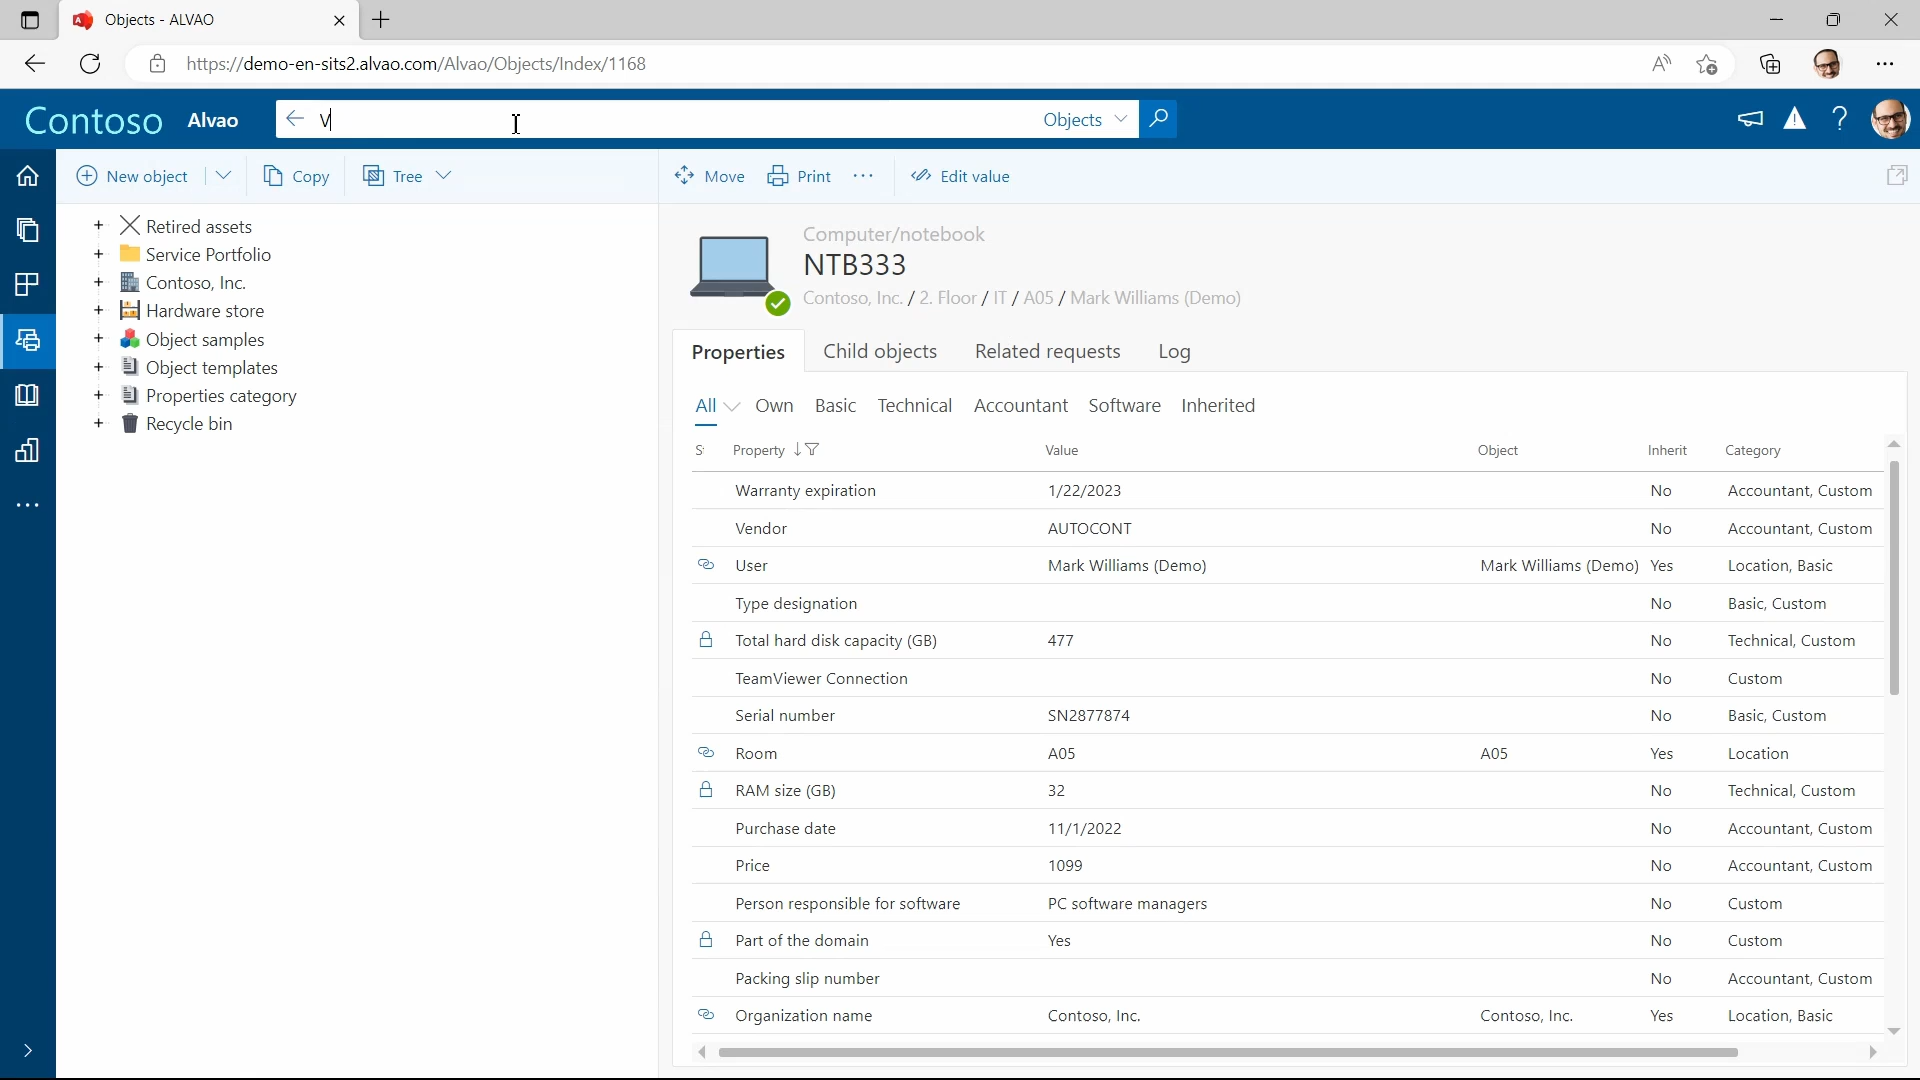 Objects - ALVAO
https://demo-en-sits2.alvao.com/Alvao/Objects/Index/1168
Contoso Alvao V Objects
New object Copy Tree Move Print Edit value
Retired assets
Service Portfolio
Contoso, Inc.
Hardware store
Object samples
Object templates
Properties category
Recycle bin
Computer/notebook
NTB333
Contoso, Inc. / 2. Floor / IT / A05 / Mark Williams (Demo)
Properties Child objects Related requests Log
All Own Basic Technical Accountant Software Inherited
Property Value Object Inherit Category
Warranty expiration 1/22/2023 No Accountant, Custom
Vendor AUTOCONT No Accountant, Custom
User Mark Williams (Demo) Mark Williams (Demo) Yes Location, Basic
Type designation No Basic, Custom
Total hard disk capacity (GB) 477 No Technical, Custom
TeamViewer Connection No Custom
Serial number SN2877874 No Basic, Custom
Room A05 A05 Yes Location
RAM size (GB) 32 No Technical, Custom
Purchase date 11/1/2022 No Accountant, Custom
Price 1099 No Accountant, Custom
Person responsible for software PC software managers No Custom
Part of the domain Yes No Custom
Packing slip number No Accountant, Custom
Organization name Contoso, Inc. Contoso, Inc. Yes Location, Basic